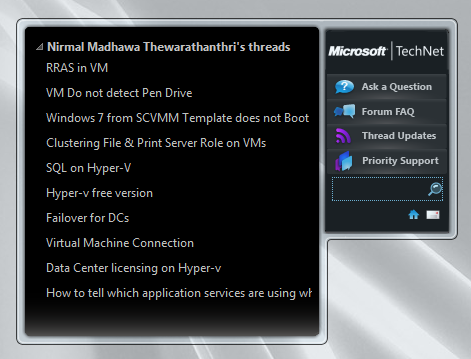 Nirmal Madhawa Thewarathanthri's threads
RRAS in VM
VM Do not detect Pen Drive
Windows 7 from SCVMM Template does not Boot
Clustering File & Print Server Role on VMs
SQL on Hyper-V
Hyper-v free version
Failover for DCs
Virtual Machine Connection
Data Center licensing on Hyper-v
How to tell which application services are using wh
Microsoft | TechNet
Ask a Question
Forum FAQ
Thread Updates
Priority Support